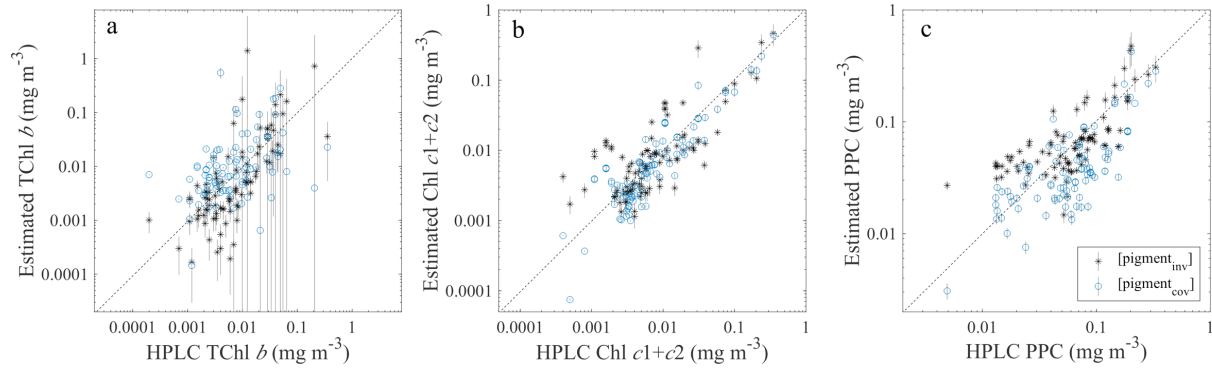 a
Estimated TChl b (mg m⁻³)
1
0.1
0.01
0.001
0.0001
0.0001 0.001 0.01 0.1 1
HPLC TChl b (mg m⁻³)
b
Estimated Chl c1+c2 (mg m⁻³)
1
0.1
0.01
0.001
0.0001
0.0001 0.001 0.01 0.1 1
HPLC Chl c1+c2 (mg m⁻³)
c
Estimated PPC (mg m⁻³)
1
0.1
0.01
0.01 0.1 1
HPLC PPC (mg m⁻³)
[pigment_inv]
[pigment_cov]